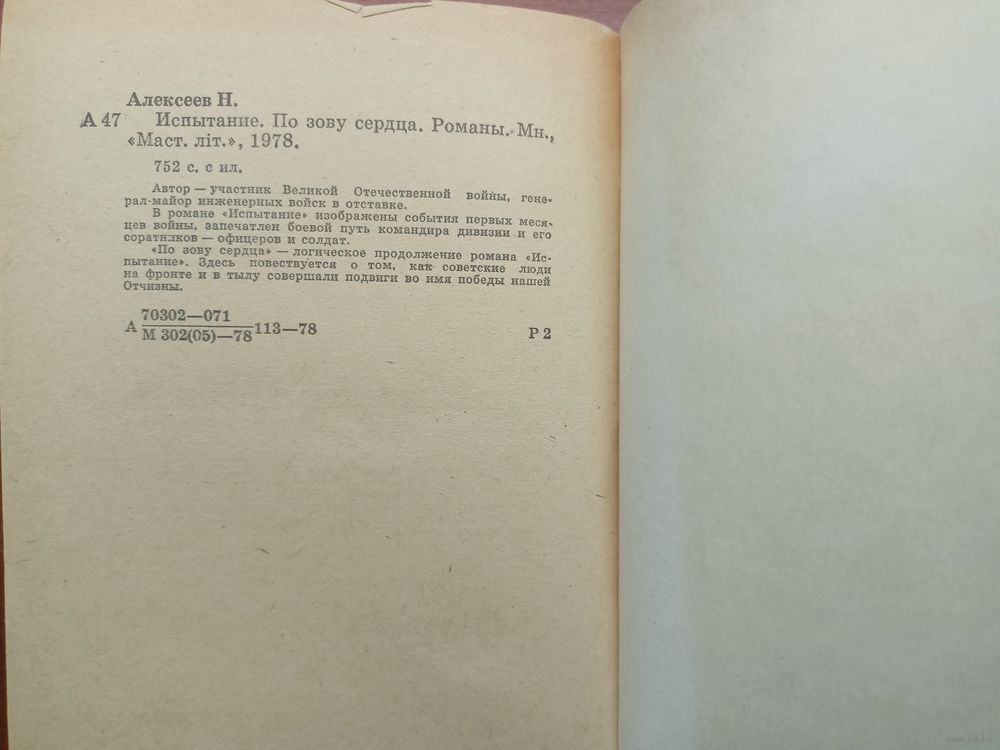 Алексеев Н.
А 47 Испытание. По зову сердца. Романы. Мн.,
«Маст. літ.», 1978.
752 с. с ил.
Автор — участник Великой Отечественной войны, гене-
рал-майор инженерных войск в отставке.
В романе «Испытание» изображены события первых меся-
цев войны, запечатлен боевой путь командира дивизии и его
соратников — офицеров и солдат.
«По зову сердца» — логическое продолжение романа «Ис-
пытание». Здесь повествуется о том, как советские люди
на фронте и в тылу совершали подвиги во имя победы нашей
Отчизны.
70302—071
А 113—78
М 302(05)—78
Р 2